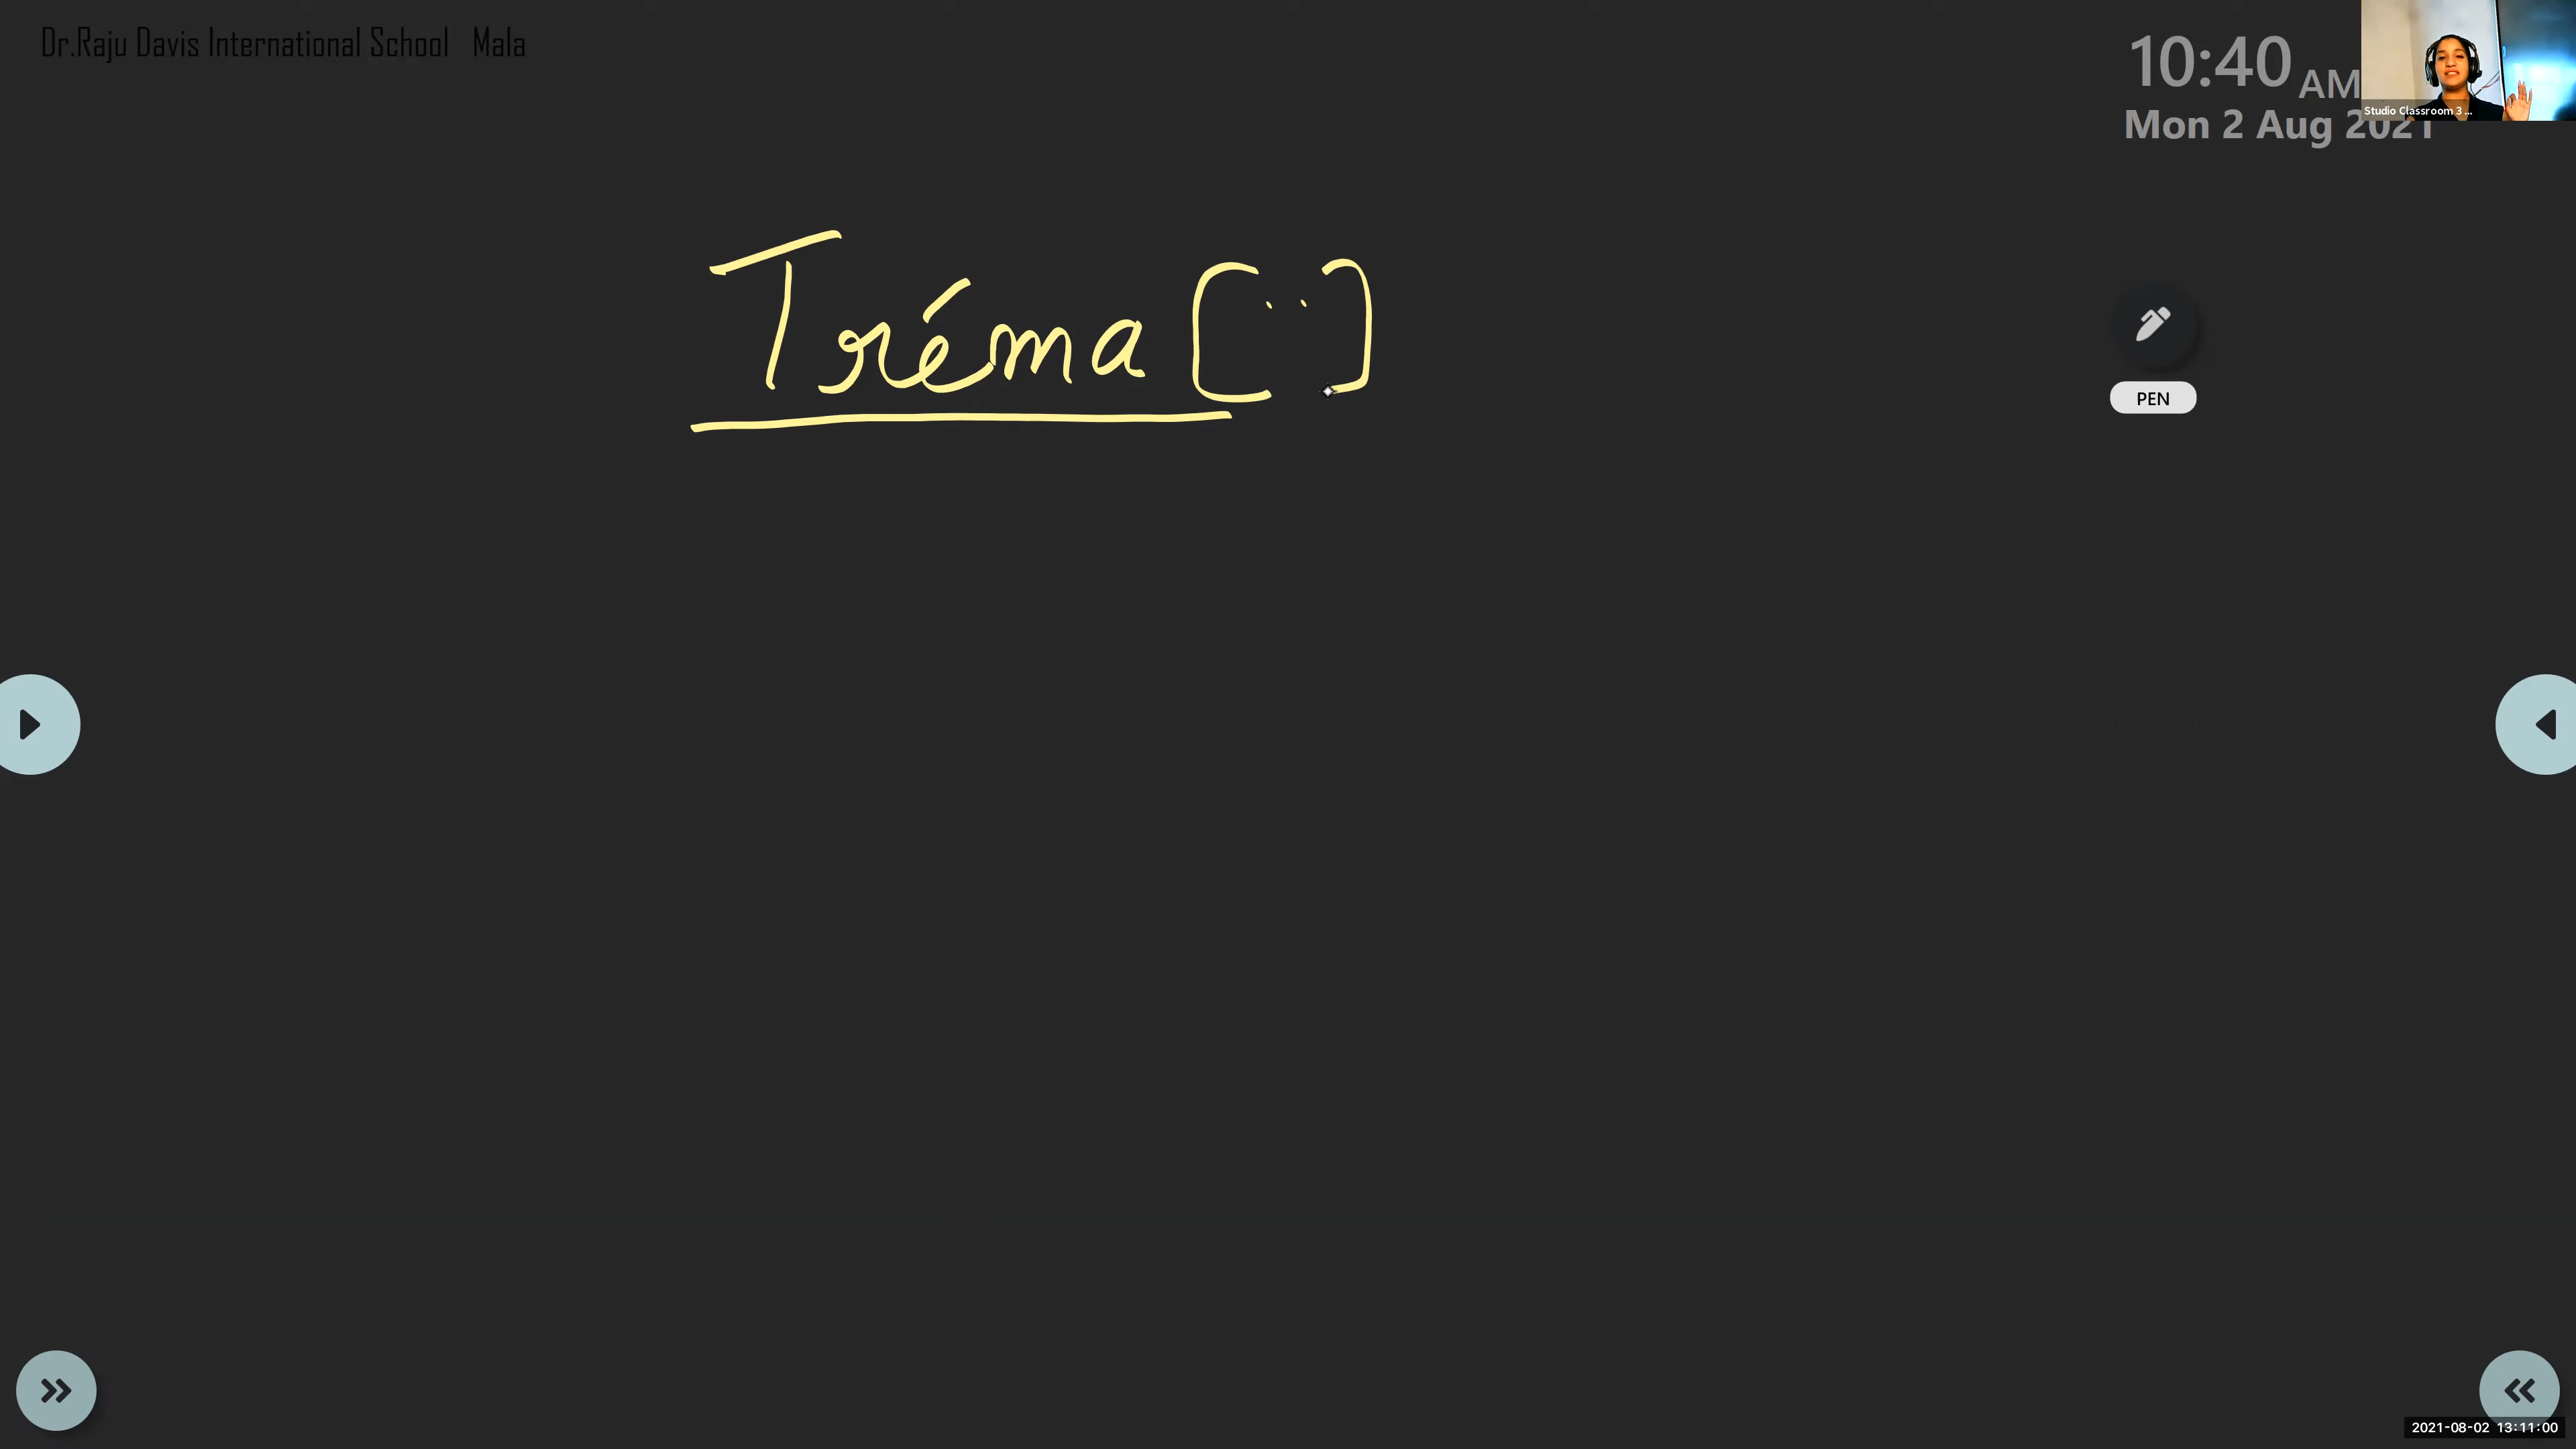 Dr.Raju Davis International School Mala
10:40 AM
Mon 2 Aug 2021
Studio Classroom 3 ...
Tréma [¨]
PEN
2021-08-02 13:11:00